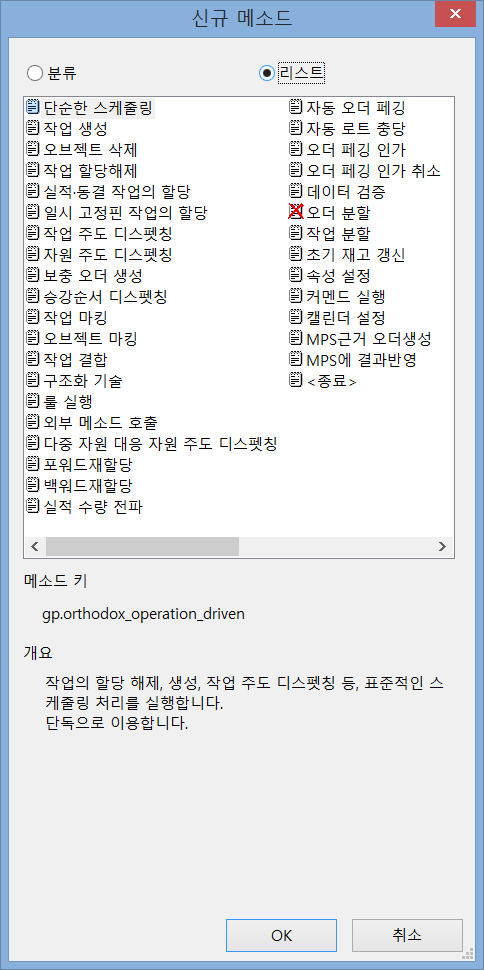 신규 메소드
분류
리스트
단순한 스케줄링
작업 생성
오브젝트 삭제
작업 할당해제
실적·동결 작업의 할당
일시 고정핀 작업의 할당
작업 주도 디스펫칭
자원 주도 디스펫칭
보충 오더 생성
승강순서 디스펫칭
작업 마킹
오브젝트 마킹
작업 결합
구조화 기술
룰 실행
외부 메소드 호출
다중 자원 대응 자원 주도 디스펫칭
포워드재할당
백워드재할당
실적 수량 전파
자동 오더 페깅
자동 로트 충당
오더 페깅 인가
오더 페깅 인가 취소
데이터 검증
오더 분할
작업 분할
초기 재고 갱신
속성 설정
커멘드 실행
캘린더 설정
MPS근거 오더생성
MPS에 결과반영
<종료>
메소드 키
gp.orthodox_operation_driven
개요
작업의 할당 해제, 생성, 작업 주도 디스펫칭 등, 표준적인 스
케줄링 처리를 실행합니다.
단독으로 이용합니다.
OK
취소